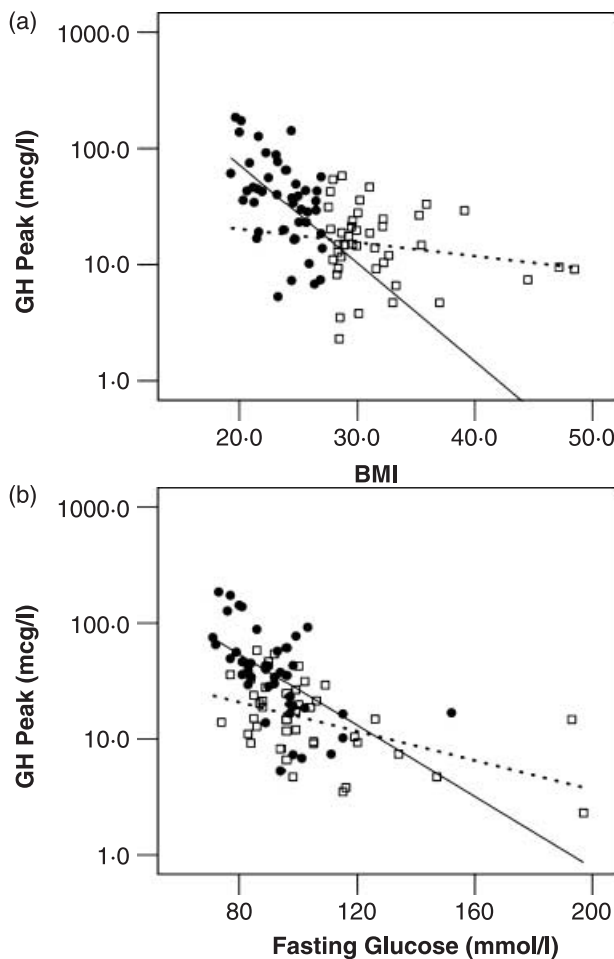 (a)
GH Peak (mcg/l)
1000·0
100·0
10·0
1·0
20·0 30·0 40·0 50·0
BMI
(b)
GH Peak (mcg/l)
1000·0
100·0
10·0
1·0
80 120 160 200
Fasting Glucose (mmol/l)